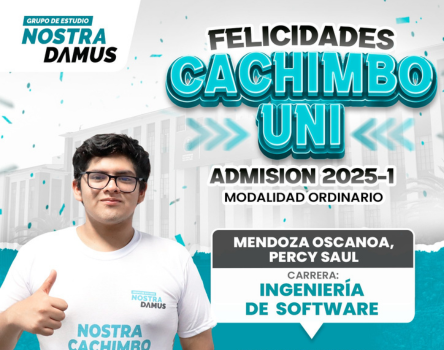 GRUPO DE ESTUDIO
NOSTRA
DAMUS
FELICIDADES
CACHIMBO
UNI
ADMISION 2025-1
MODALIDAD ORDINARIO
MENDOZA OSCANOA,
PERCY SAUL
CARRERA:
INGENIERÍA
DE SOFTWARE
NOSTRA
DAMUS
NOSTRA
CACHIMBO